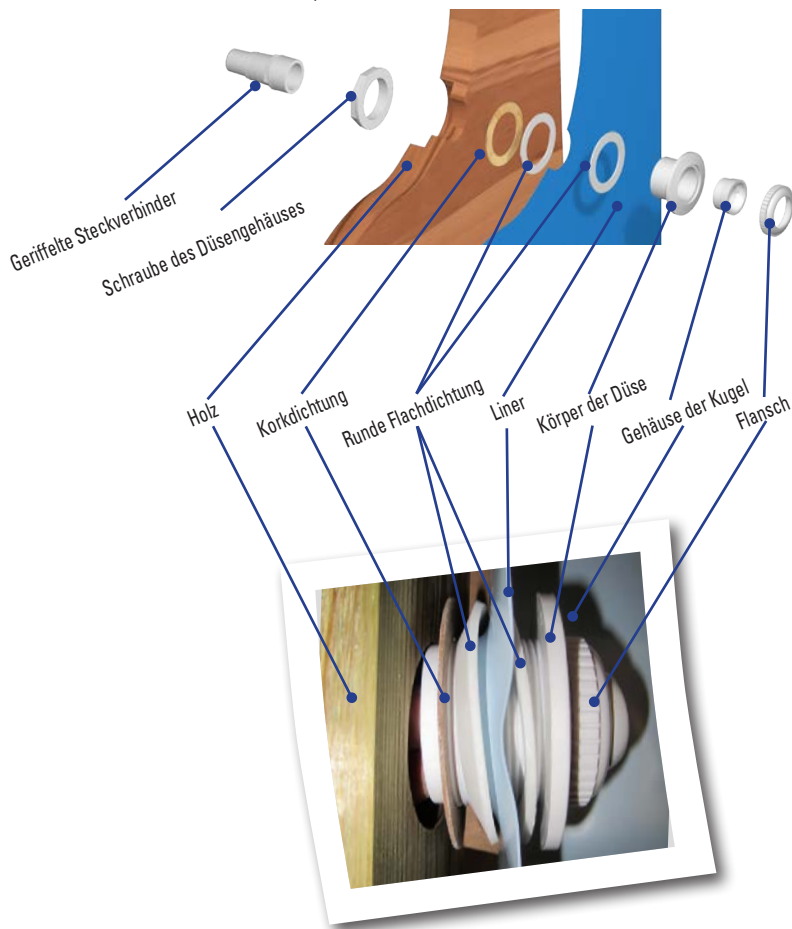 Geriffelte Steckverbinder
Schraube des Düsengehäuses
Holz
Korkdichtung
Runde Flachdichtung
Liner
Körper der Düse
Gehäuse der Kugel
Flansch